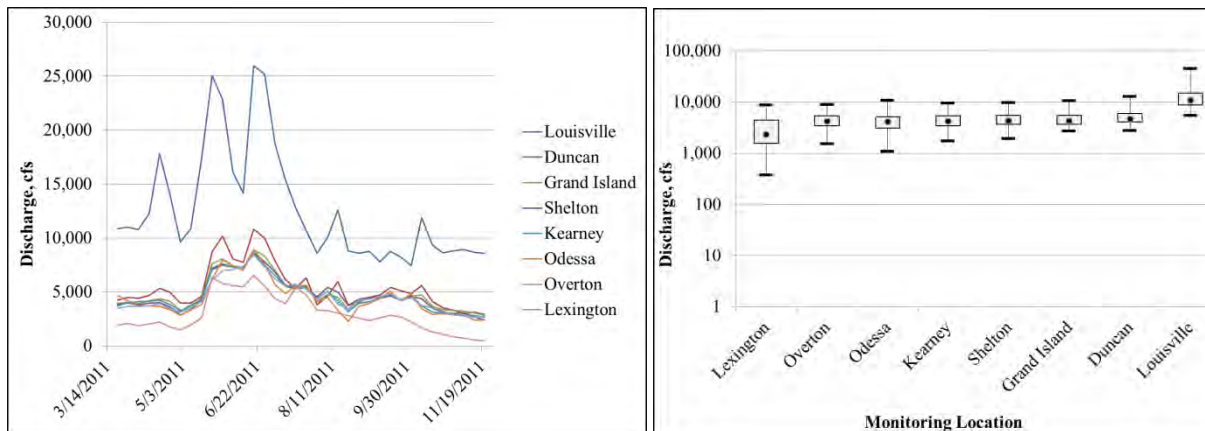 30,000
25,000
20,000
15,000
10,000
5,000
0
Discharge, cfs
3/14/2011
5/3/2011
6/22/2011
8/11/2011
9/30/2011
11/19/2011
Louisville
Duncan
Grand Island
Shelton
Kearney
Odessa
Overton
Lexington
100,000
10,000
1,000
100
10
1
Discharge, cfs
Lexington
Overton
Odessa
Kearney
Shelton
Grand Island
Duncan
Louisville
Monitoring Location